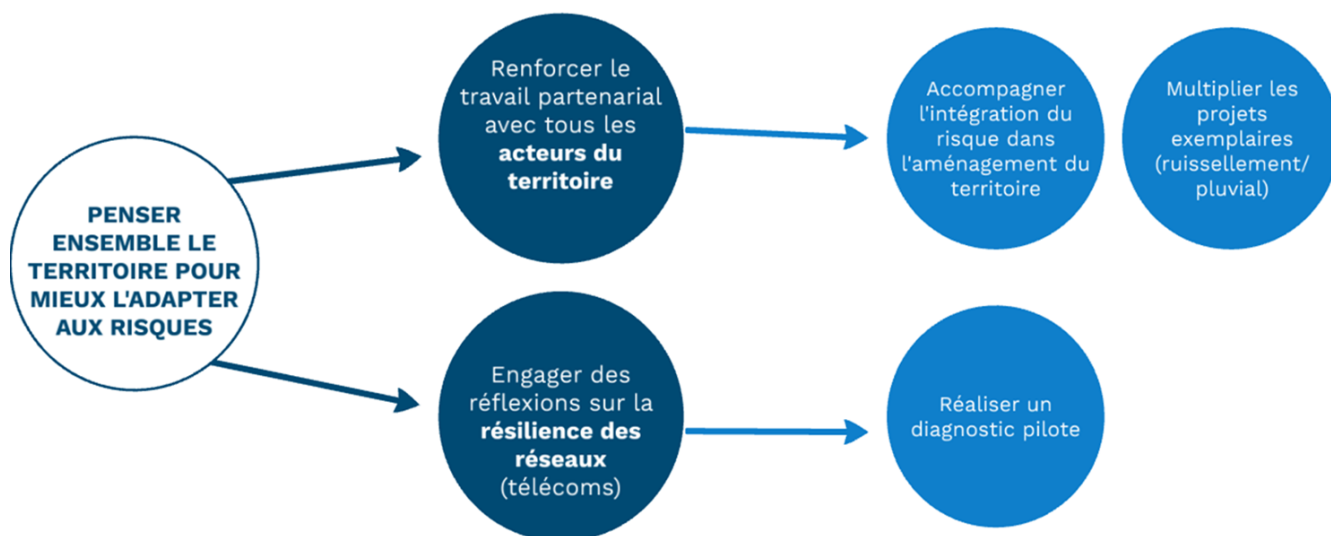 PENSER
ENSEMBLE LE
TERRITOIRE POUR
MIEUX L'ADAPTER
AUX RISQUES
Renforcer le
travail partenarial
avec tous les
acteurs du
territoire
Accompagner
l'intégration du
risque dans
l'aménagement du
territoire
Multiplier les
projets
exemplaires
(ruissellement/
pluvial)
Engager des
réflexions sur la
résilience des
réseaux
(télécoms)
Réaliser un
diagnostic pilote